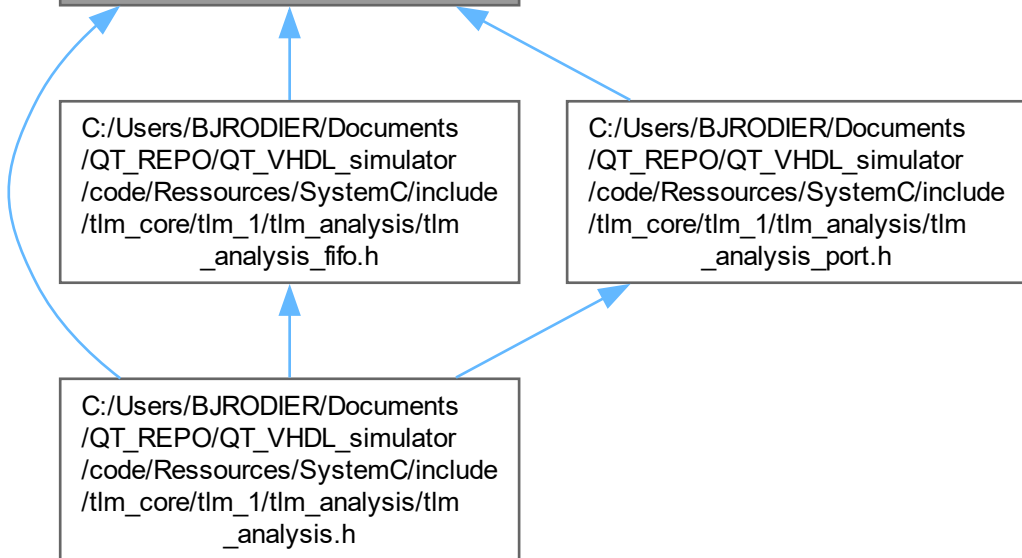 C:/Users/BJRODIER/Documents
/QT_REPO/QT_VHDL_simulator
/code/Ressources/SystemC/include
/tlm_core/tlm_1/tlm_analysis/tlm
_analysis_fifo.h
C:/Users/BJRODIER/Documents
/QT_REPO/QT_VHDL_simulator
/code/Ressources/SystemC/include
/tlm_core/tlm_1/tlm_analysis/tlm
_analysis_port.h
C:/Users/BJRODIER/Documents
/QT_REPO/QT_VHDL_simulator
/code/Ressources/SystemC/include
/tlm_core/tlm_1/tlm_analysis/tlm
_analysis.h